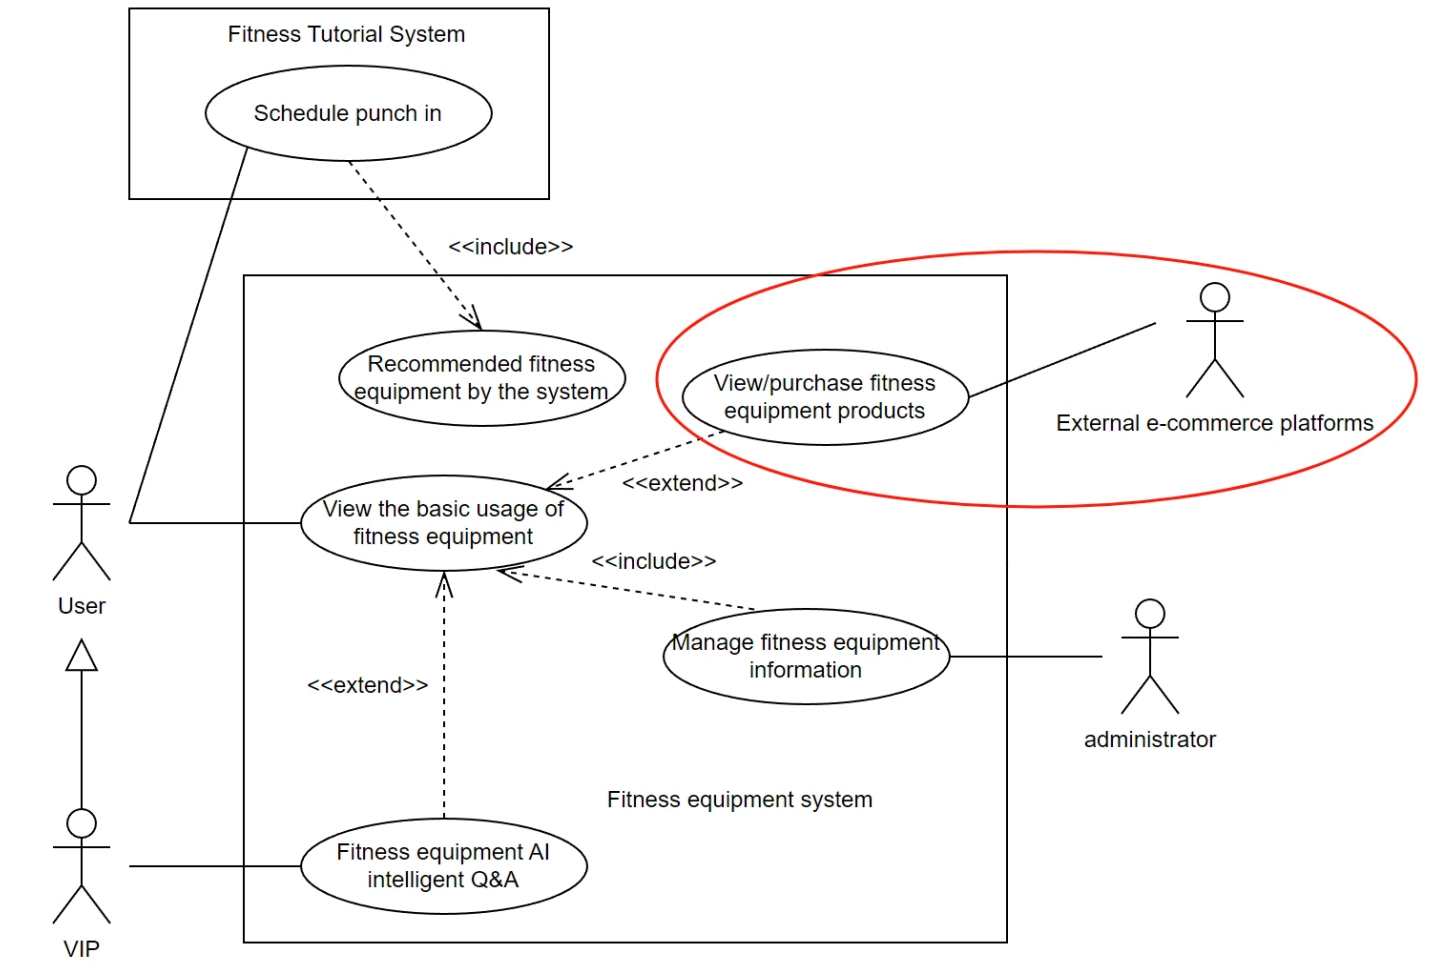 Fitness Tutorial System
Schedule punch in
<<include>>
Recommended fitness
equipment by the system
View/purchase fitness
equipment products
External e-commerce platforms
<<extend>>
View the basic usage of
fitness equipment
<<include>>
User
Manage fitness equipment
information
<<extend>>
administrator
Fitness equipment system
Fitness equipment AI
intelligent Q&A
VIP